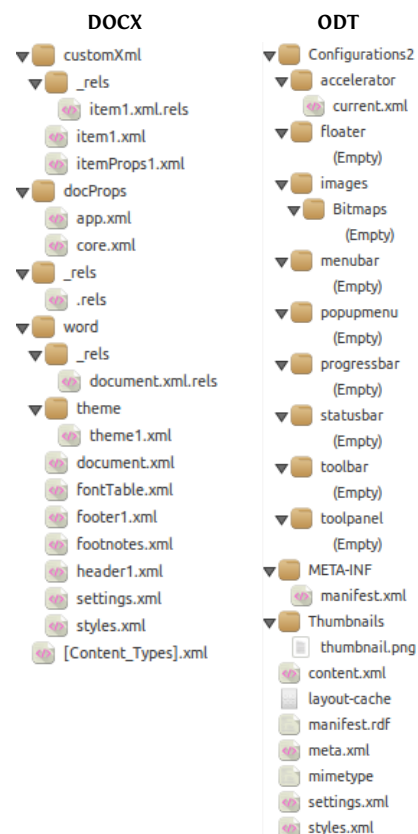 DOCX
customXml
_rels
item1.xml.rels
item1.xml
itemProps1.xml
docProps
app.xml
core.xml
_rels
.rels
word
_rels
document.xml.rels
theme
theme1.xml
document.xml
fontTable.xml
footer1.xml
footnotes.xml
header1.xml
settings.xml
styles.xml
[Content_Types].xml
ODT
Configurations2
accelerator
current.xml
floater
(Empty)
images
Bitmaps
(Empty)
menubar
(Empty)
popupmenu
(Empty)
progressbar
(Empty)
statusbar
(Empty)
toolbar
(Empty)
toolpanel
(Empty)
META-INF
manifest.xml
Thumbnails
thumbnail.png
content.xml
layout-cache
manifest.rdf
meta.xml
mimetype
settings.xml
styles.xml